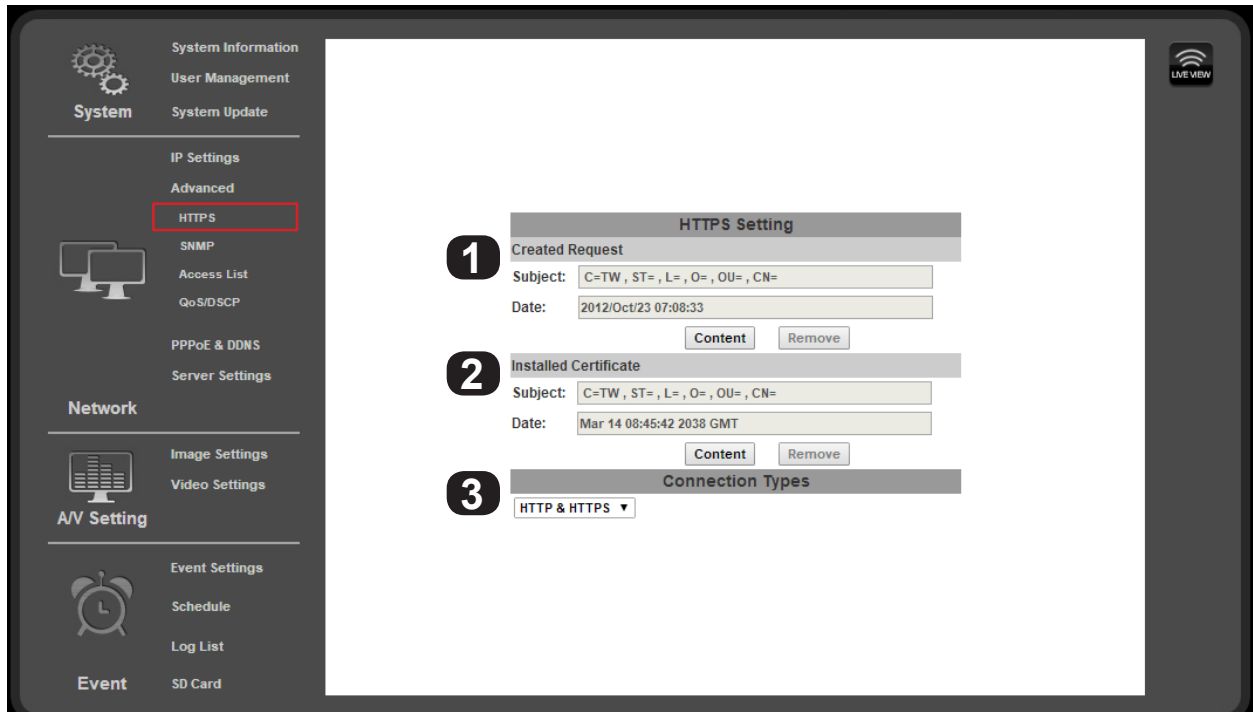 System Information
User Management
System
System Update
IP Settings
Advanced
HTTPS
SNMP
Access List
QoS/DSCP
PPPoE & DDNS
Server Settings
Network
Image Settings
Video Settings
A/V Setting
Event Settings
Schedule
Log List
Event
SD Card
HTTPS Setting
1
Created Request
Subject: C=TW , ST= , L= , O= , OU= , CN=
Date: 2012/Oct/23 07:08:33
Content Remove
2
Installed Certificate
Subject: C=TW , ST= , L= , O= , OU= , CN=
Date: Mar 14 08:45:42 2038 GMT
Content Remove
3
Connection Types
HTTP & HTTPS ▼
LIVE VIEW